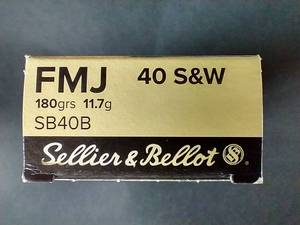 FMJ 40 S&W
180grs 11.7g
SB40B
Sellier & Bellot